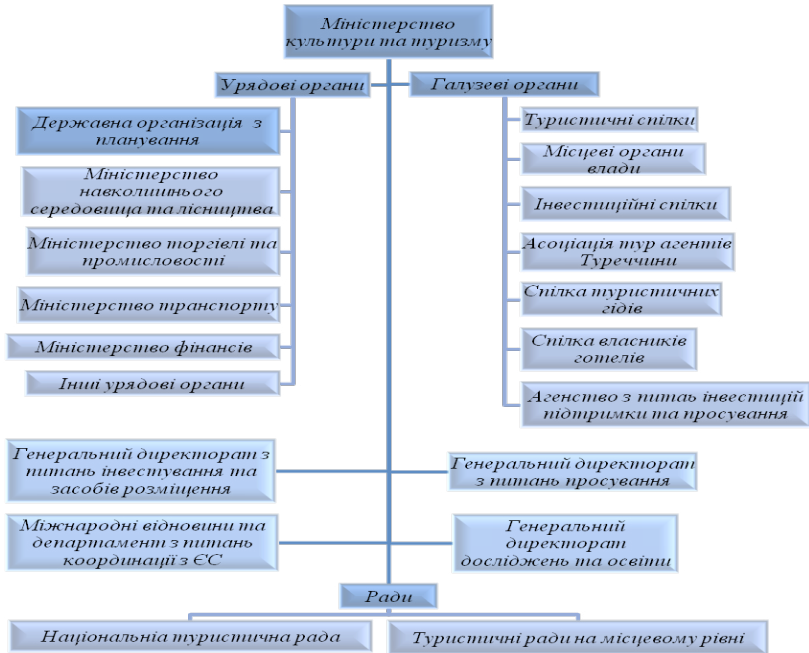 Міністерство
культури та туризму
Урядові органи
Галузеві органи
Державна організація з
планування
Міністерство
навколишнього
середовища та лісництва
Міністерство торгівлі та
промисловості
Міністерство транспорту
Міністерство фінансів
Інші урядові органи
Туристичні спілки
Місцеві органи
влади
Інвестиційні спілки
Асоціація тур агентів
Туреччини
Спілка туристичних
гідів
Спілка власників
готелів
Агенство з питаь інвестицій
підтримки та просування
Генеральний директорат з
питань інвестування та
засобів розміщення
Генеральний директорат
з питань просування
Міжнародні відновини та
департамент з питань
координації з ЄС
Генеральний
директорат
досліджень та освіти
Ради
Національніа туристична рада
Туристичні ради на місцевому рівні